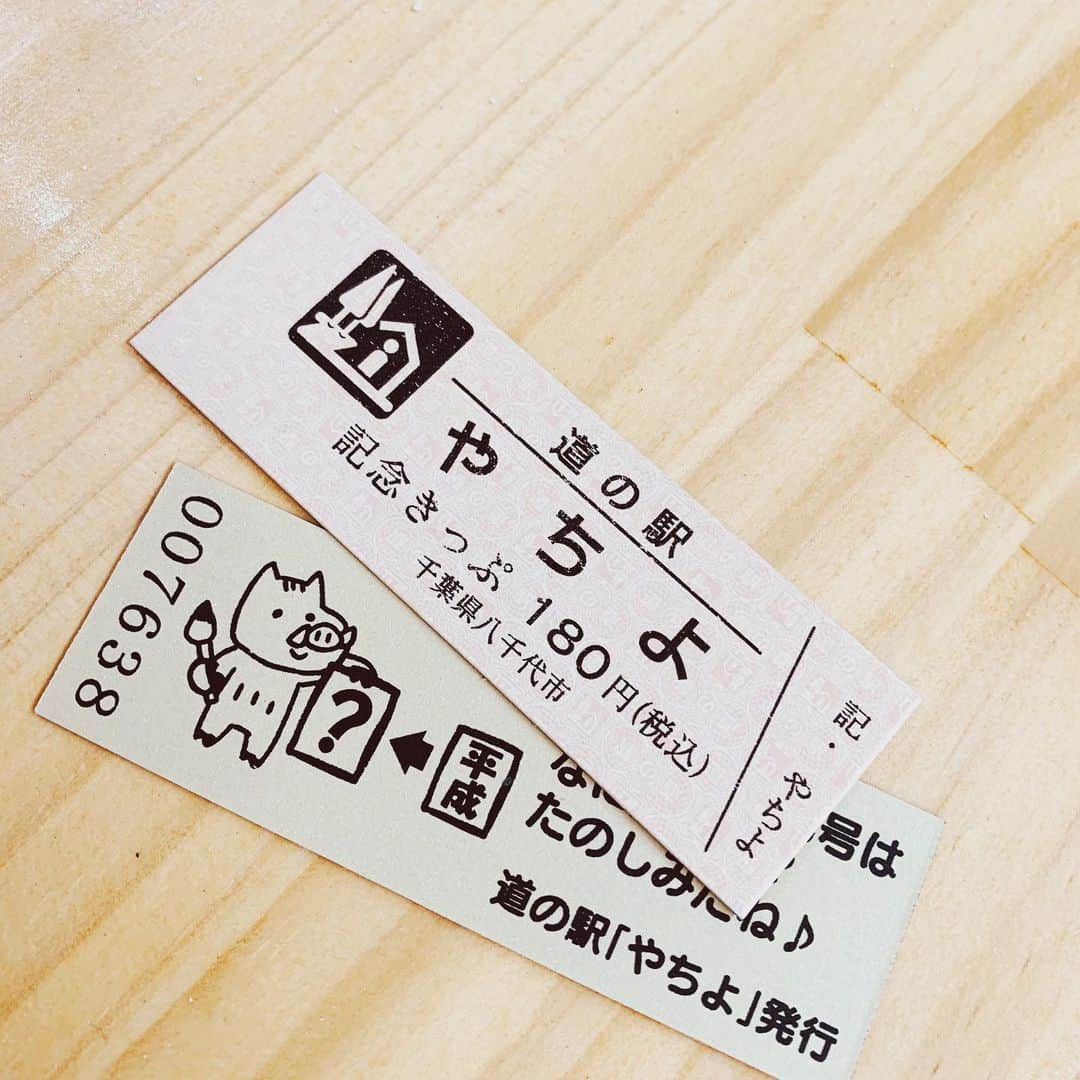 道の駅
やちよ
記念きっぷ 180円(税込)
千葉県八千代市
記・やちよ
007638
?
平成
号は
たのしみだね♪
道の駅「やちよ」発行